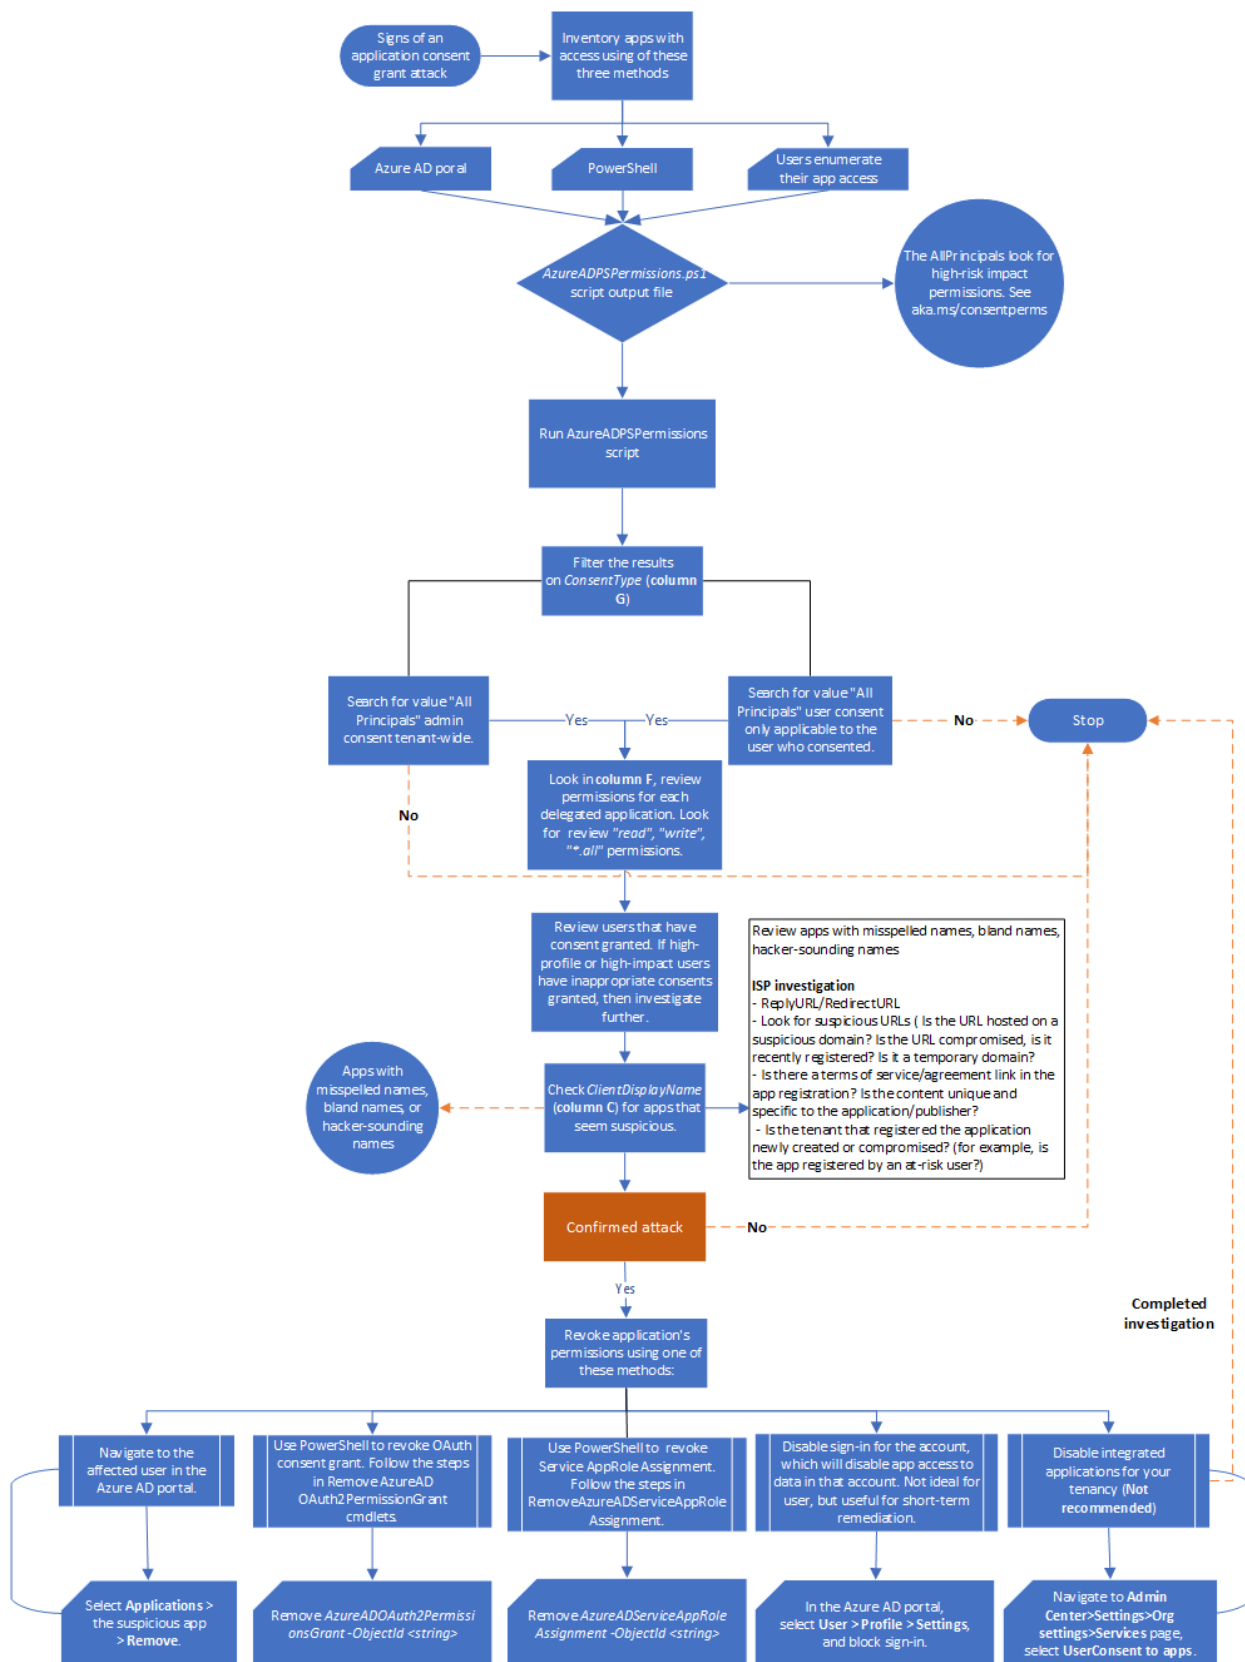 Signs of an
application consent
grant attack
Inventory apps with
access using of these
three methods
Azure AD poral
PowerShell
Users enumerate
their app access
AzureADPSPermissions.ps1
script output file
The AllPrincipals look for
high-risk impact
permissions. See
aka.ms/consentperms
Run AzureADPSPermissions
script
Filter the results
on ConsentType (column
G)
Search for value "All
Principals" admin
consent tenant-wide.
Yes
Yes
Search for value "All
Principals" user consent
only applicable to the
user who consented.
No
Stop
No
Look in column F, review
permissions for each
delegated application. Look
for review "read", "write",
"*.all" permissions.
Review users that have
consent granted. If high-
profile or high-impact users
have inappropriate consents
granted, then investigate
further.
Review apps with misspelled names, bland names,
hacker-sounding names
ISP investigation
- ReplyURL/RedirectURL
- Look for suspicious URLs ( Is the URL hosted on a
suspicious domain? Is the URL compromised, is it
recently registered? Is it a temporary domain?
- Is there a terms of service/agreement link in the
app registration? Is the content unique and
specific to the application/publisher?
- Is the tenant that registered the application
newly created or compromised? (for example, is
the app registered by an at-risk user?)
Apps with
misspelled names,
bland names, or
hacker-sounding
names
Check ClientDisplayName
(column C) for apps that
seem suspicious.
Confirmed attack
No
Yes
Completed
investigation
Revoke application's
permissions using one of
these methods:
Navigate to the
affected user in the
Azure AD portal.
Use PowerShell to revoke OAuth
consent grant. Follow the steps
in Remove AzureAD
OAuth2PermissionGrant
cmdlets.
Use PowerShell to revoke
Service AppRole Assignment.
Follow the steps in
RemoveAzureADServiceAppRole
Assignment.
Disable sign-in for the account,
which will disable app access to
data in that account. Not ideal for
user, but useful for short-term
remediation.
Disable integrated
applications for your
tenancy (Not
recommended)
Select Applications >
the suspicious app
> Remove.
Remove AzureADOAuth2Permissi
onsGrant -ObjectId <string>
Remove AzureADServiceAppRole
Assignment -ObjectId <string>
In the Azure AD portal,
select User > Profile > Settings,
and block sign-in.
Navigate to Admin
Center>Settings>Org
settings>Services page,
select UserConsent to apps.